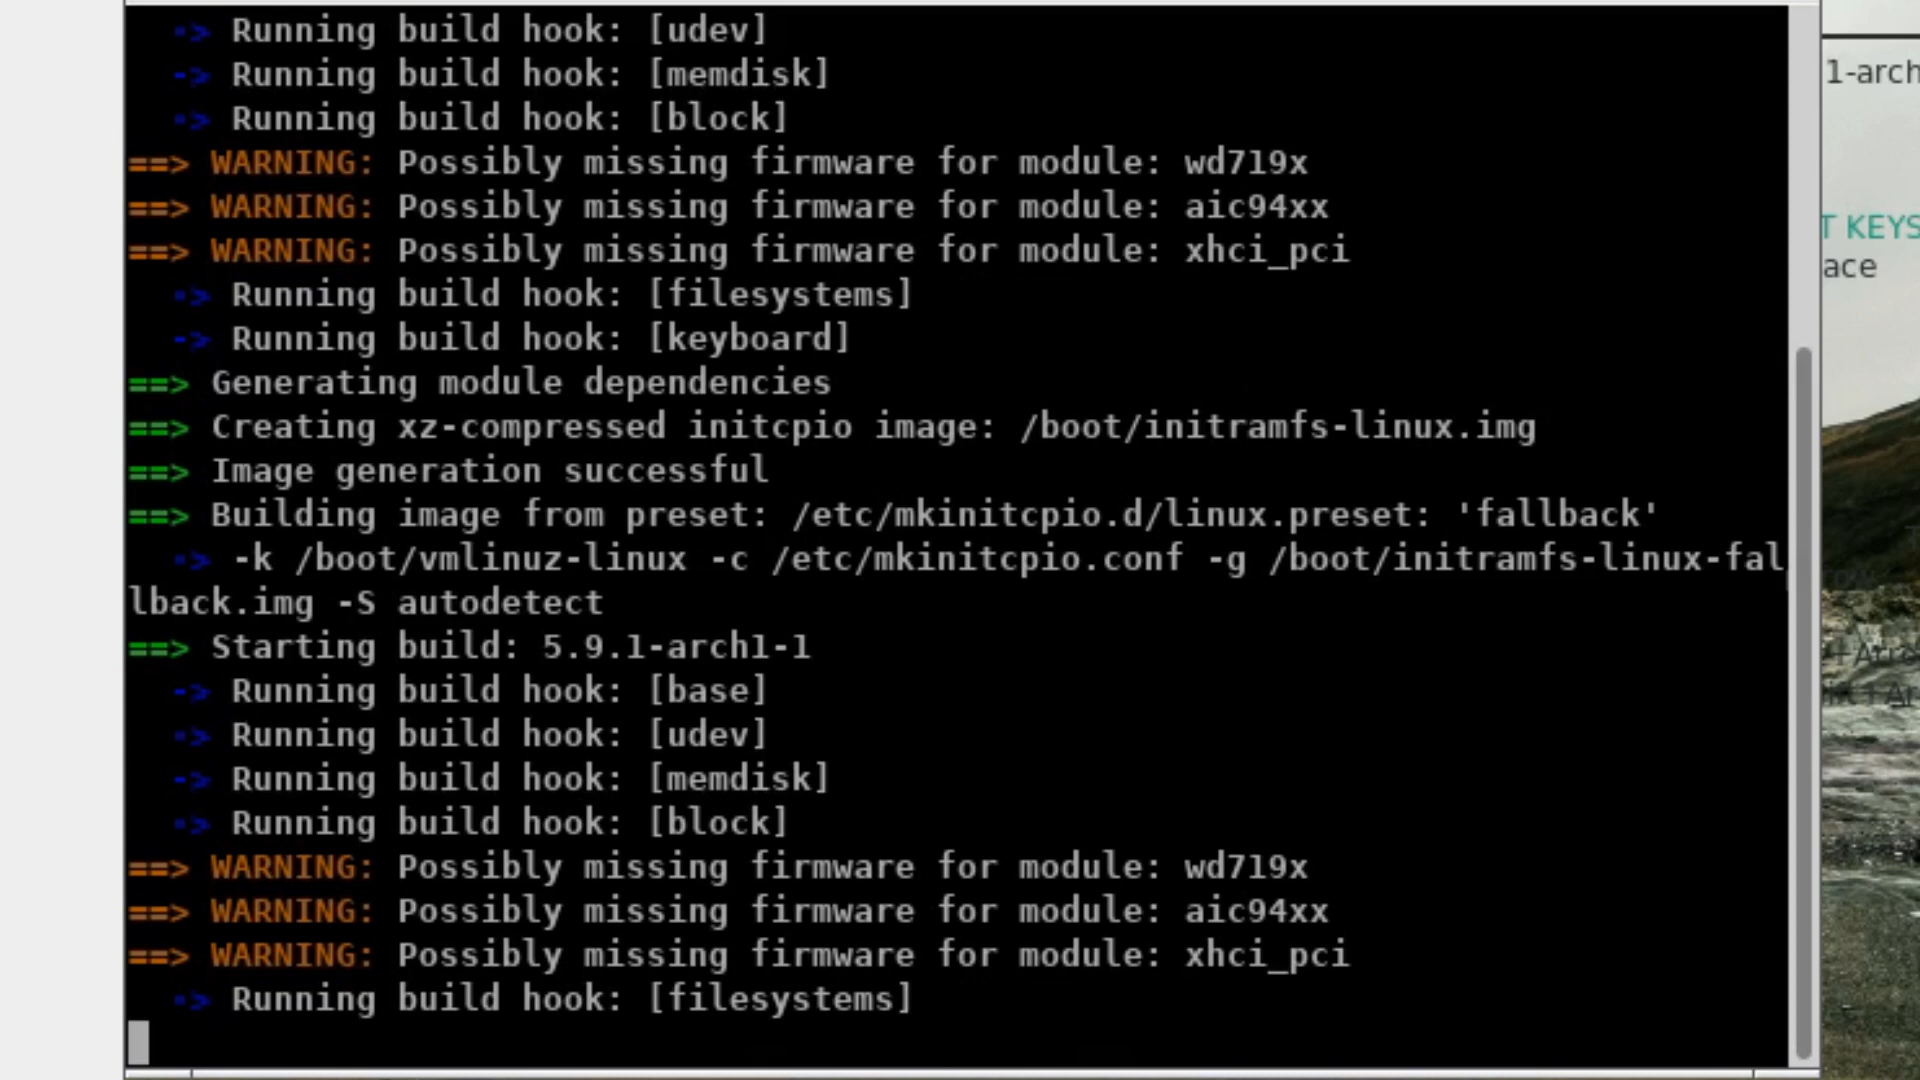 -> Running build hook: [udev]
-> Running build hook: [memdisk]
-> Running build hook: [block]
==> WARNING: Possibly missing firmware for module: wd719x
==> WARNING: Possibly missing firmware for module: aic94xx
==> WARNING: Possibly missing firmware for module: xhci_pci
-> Running build hook: [filesystems]
-> Running build hook: [keyboard]
==> Generating module dependencies
==> Creating xz-compressed initcpio image: /boot/initramfs-linux.img
==> Image generation successful
==> Building image from preset: /etc/mkinitcpio.d/linux.preset: 'fallback'
-> -k /boot/vmlinuz-linux -c /etc/mkinitcpio.conf -g /boot/initramfs-linux-fal
lback.img -S autodetect
==> Starting build: 5.9.1-arch1-1
-> Running build hook: [base]
-> Running build hook: [udev]
-> Running build hook: [memdisk]
-> Running build hook: [block]
==> WARNING: Possibly missing firmware for module: wd719x
==> WARNING: Possibly missing firmware for module: aic94xx
==> WARNING: Possibly missing firmware for module: xhci_pci
-> Running build hook: [filesystems]
1-arch
T KEYS
ace